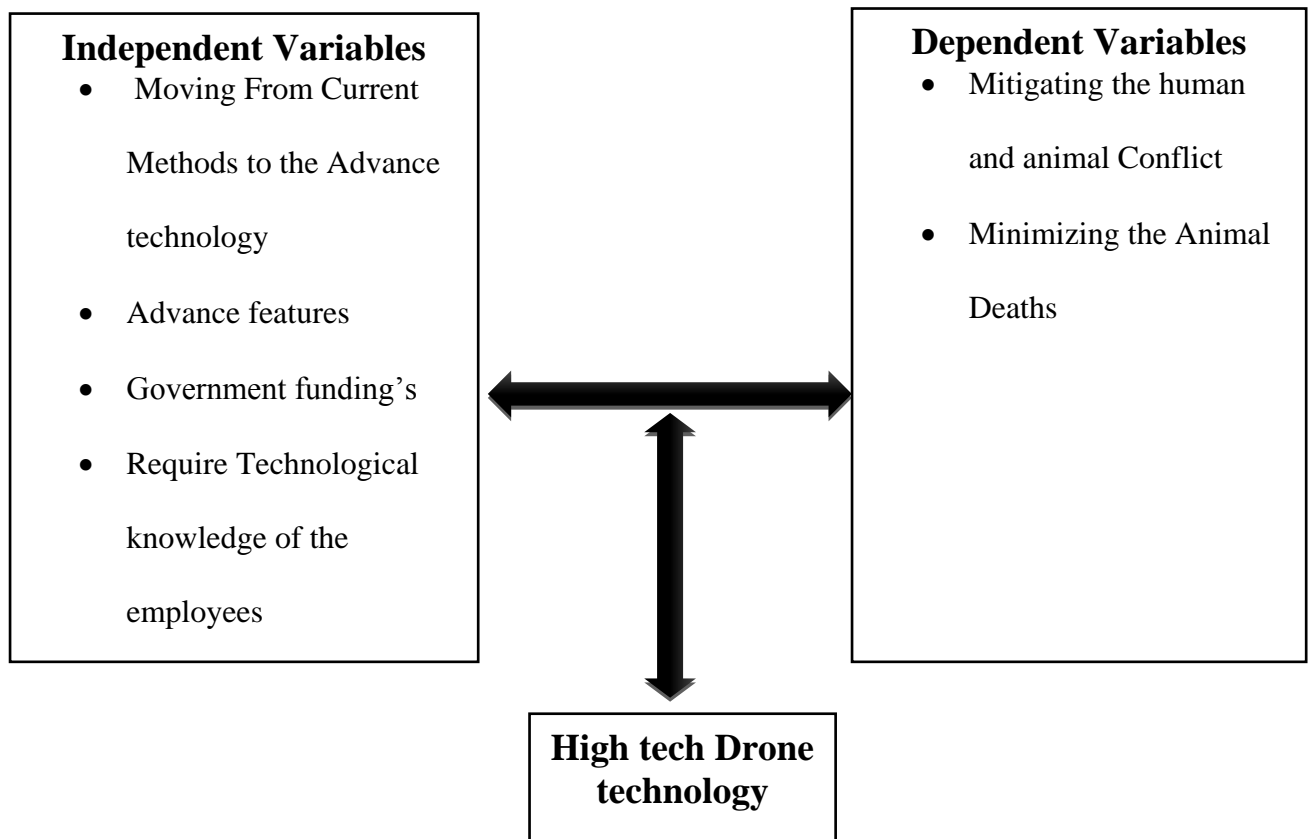 Independent Variables
• Moving From Current
Methods to the Advance
technology
• Advance features
• Government funding’s
• Require Technological
knowledge of the
employees
Dependent Variables
• Mitigating the human
and animal Conflict
• Minimizing the Animal
Deaths
High tech Drone
technology